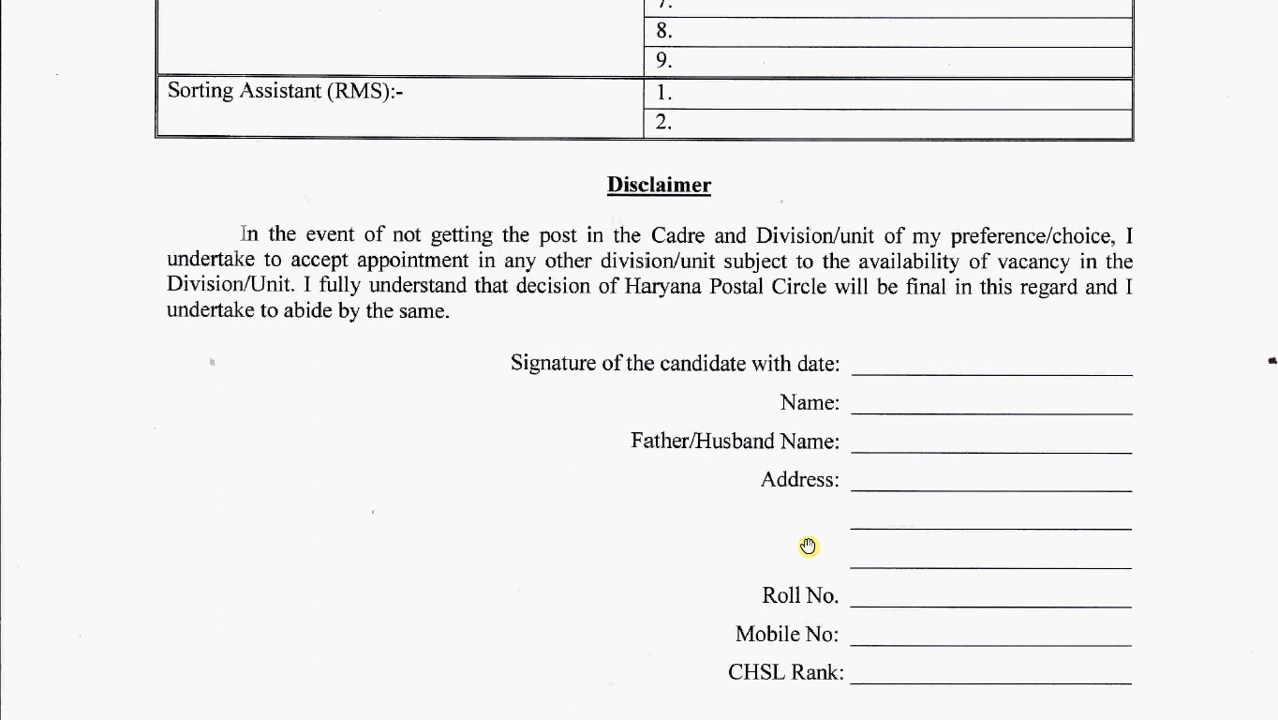 7.
8.
9.
Sorting Assistant (RMS):-
1.
2.
Disclaimer
In the event of not getting the post in the Cadre and Division/unit of my preference/choice, I
undertake to accept appointment in any other division/unit subject to the availability of vacancy in the
Division/Unit. I fully understand that decision of Haryana Postal Circle will be final in this regard and I
undertake to abide by the same.
Signature of the candidate with date:
Name:
Father/Husband Name:
Address:
Roll No.
Mobile No:
CHSL Rank: